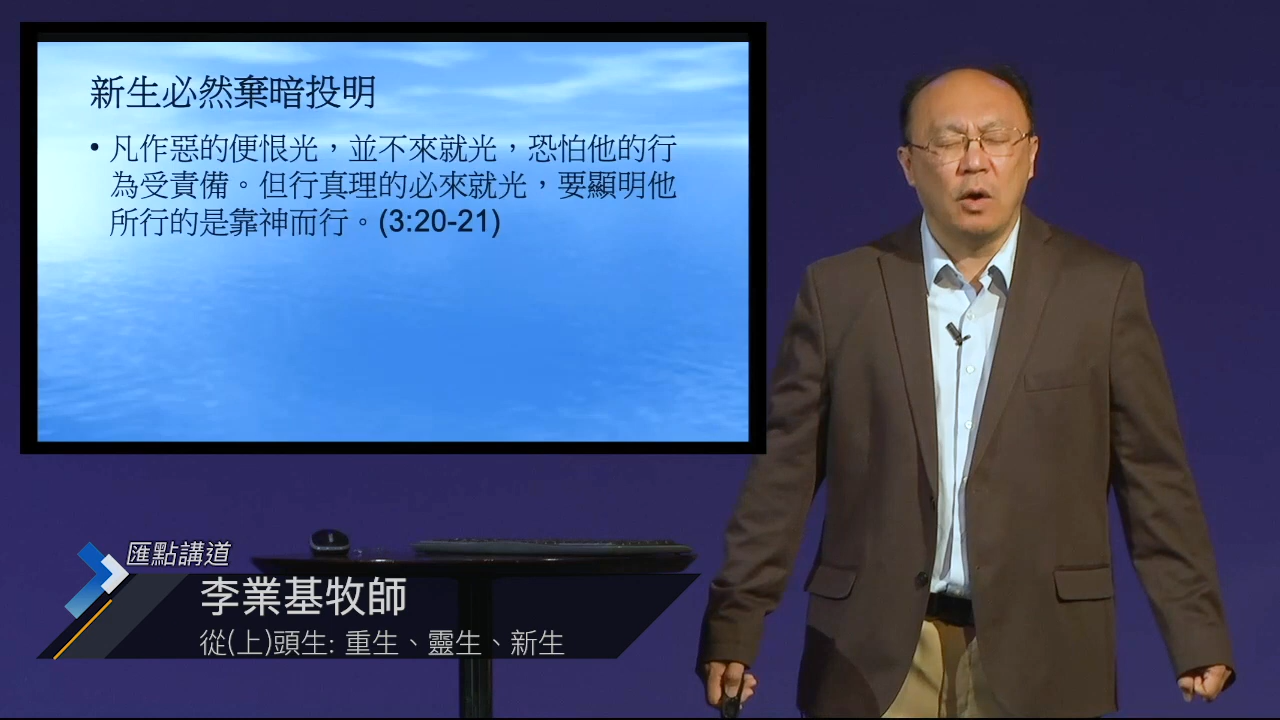 新生必然棄暗投明
• 凡作惡的便恨光，並不來就光，恐怕他的行
為受責備。但行真理的必來就光，要顯明他
所行的是靠神而行。(3:20-21)
匯點講道
李業基牧師
從(上)頭生: 重生、靈生、新生